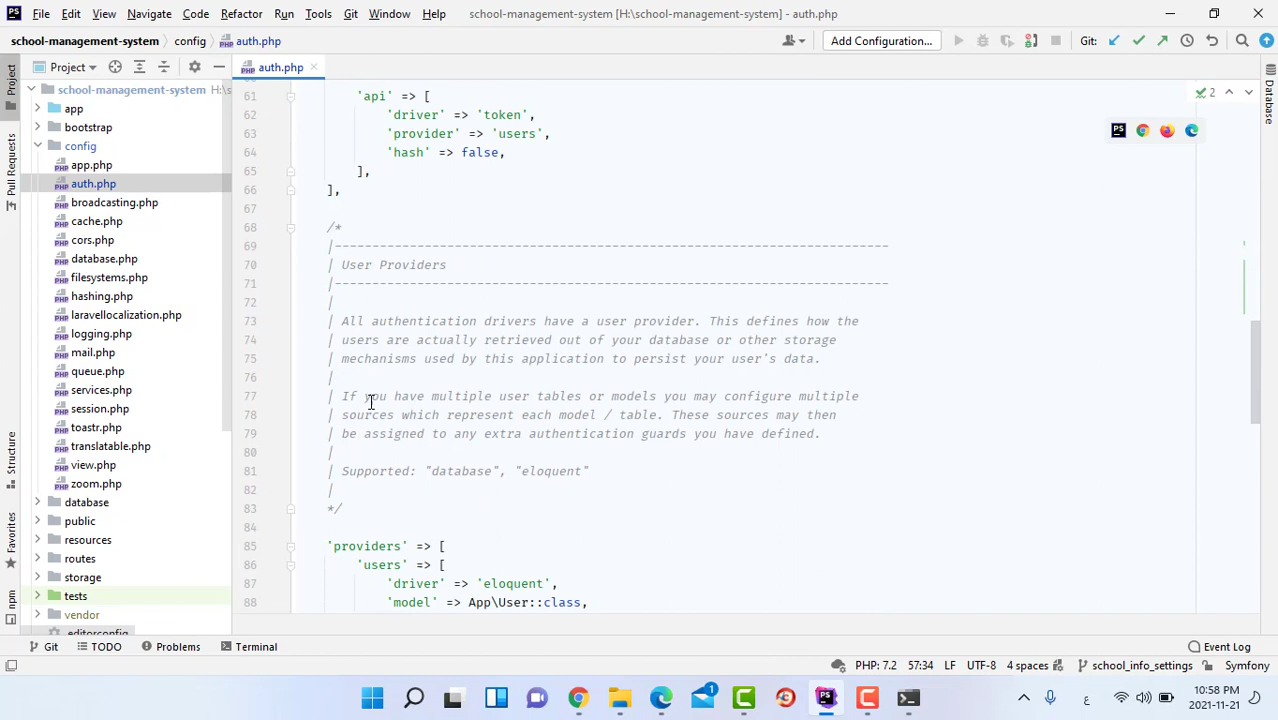 File Edit View Navigate Code Refactor Run Tools Git Window Help school-management-system [H:\school-management-system] - auth.php
school-management-system config auth.php Add Configuration... Git:
Project auth.php
school-management-system H:\s
app
bootstrap
config
app.php
auth.php
broadcasting.php
cache.php
cors.php
database.php
filesystems.php
hashing.php
laravellocalization.php
logging.php
mail.php
queue.php
services.php
session.php
toastr.php
translatable.php
view.php
zoom.php
database
public
resources
routes
storage
tests
vendor
.editorconfig
Project
Pull Requests
Structure
Favorites
npm
Database
2
61 'api' => [
62 'driver' => 'token',
63 'provider' => 'users',
64 'hash' => false,
65 ],
66 ],
67
68 /*
69 |--------------------------------------------------------------------------
70 | User Providers
71 |--------------------------------------------------------------------------
72 |
73 | All authentication drivers have a user provider. This defines how the
74 | users are actually retrieved out of your database or other storage
75 | mechanisms used by this application to persist your user's data.
76 |
77 | If you have multiple user tables or models you may configure multiple
78 | sources which represent each model / table. These sources may then
79 | be assigned to any extra authentication guards you have defined.
80 |
81 | Supported: "database", "eloquent"
82 |
83 */
84
85 'providers' => [
86 'users' => [
87 'driver' => 'eloquent',
88 'model' => App\User::class,
Git TODO Problems Terminal Event Log
PHP: 7.2 57:34 LF UTF-8 4 spaces school_info_settings Symfony
1 ع 10:58 PM
2021-11-21